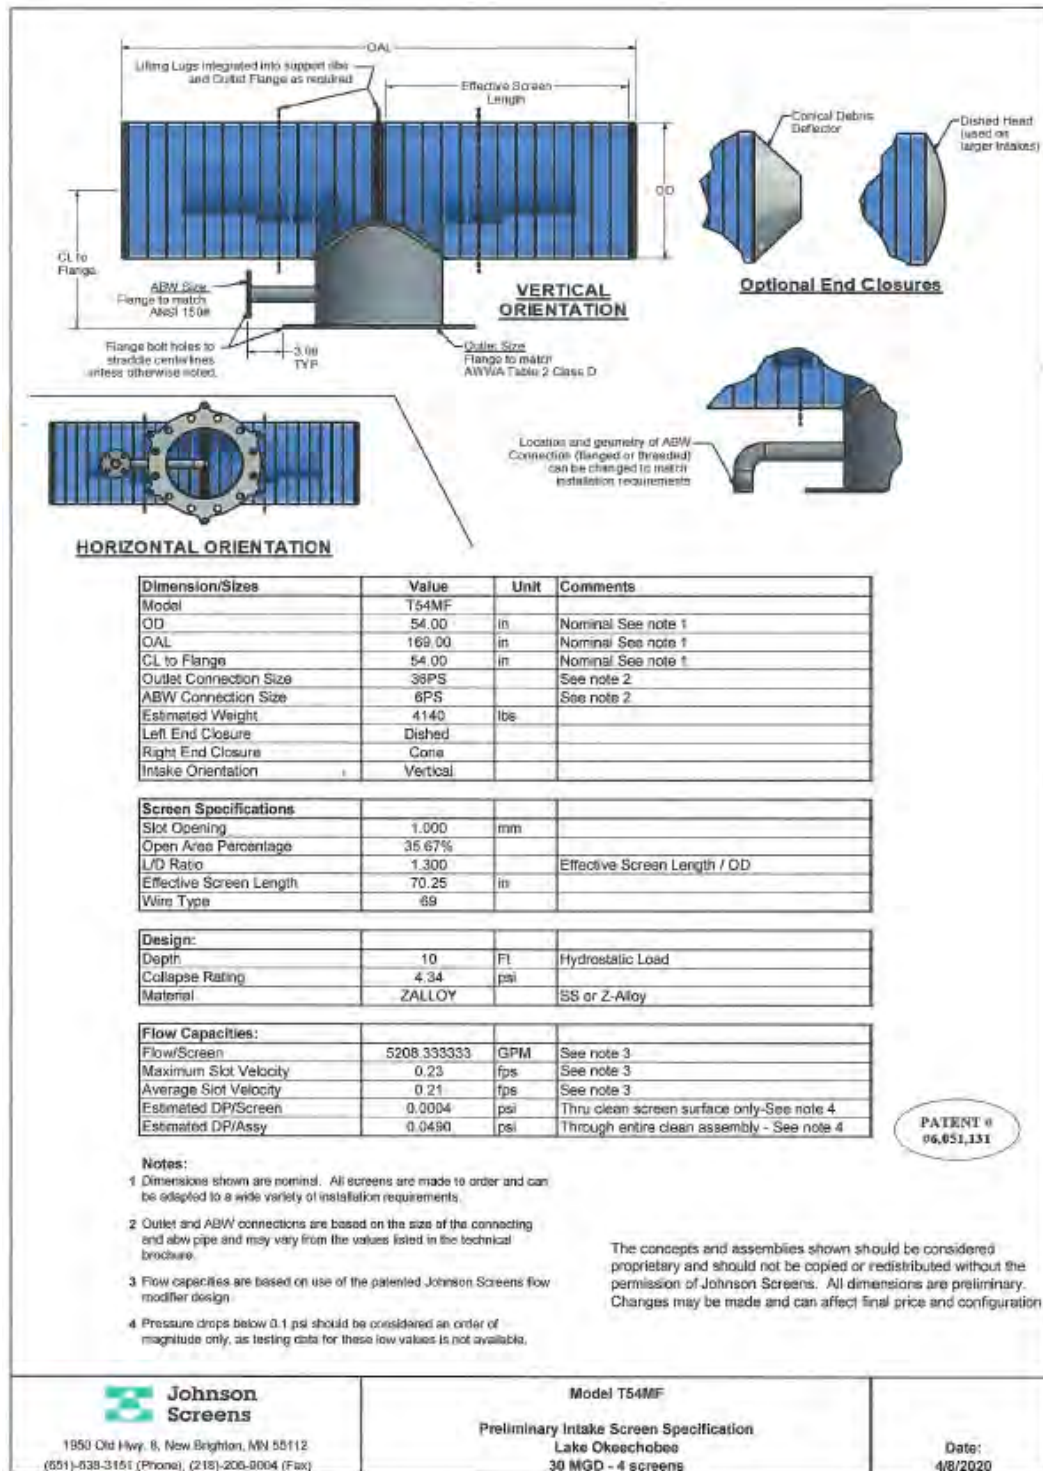 OAL
Lifting Lugs integrated into support ribs
and Outlet Flange as required
Effective Screen
Length
Conical Debris
Deflector
Dished Head
(used on
larger intakes)
OD
CL to
Flange
ABW Size
Flange to match
ANSI 150#
VERTICAL
ORIENTATION
Optional End Closures
Flange bolt holes to
straddle centerlines
unless otherwise noted.
TYP
Outlet Size
Flange to match
AWWA Table 2 Class D
Location and geometry of ABW
Connection (flanged or threaded)
can be changed to match
installation requirements
HORIZONTAL ORIENTATION
Dimension/Sizes Value Unit Comments
Model T54MF
OD 54.00 in Nominal See note 1
OAL 169.00 in Nominal See note 1
CL to Flange 54.00 in Nominal See note 1
Outlet Connection Size 36PS See note 2
ABW Connection Size 6PS See note 2
Estimated Weight 4140 lbs
Left End Closure Dished
Right End Closure Cone
Intake Orientation Vertical
Screen Specifications
Slot Opening 1.000 mm
Open Area Percentage 35.67%
L/D Ratio 1.300 Effective Screen Length / OD
Effective Screen Length 70.25 in
Wire Type 69
Design:
Depth 10 Ft Hydrostatic Load
Collapse Rating 4.34 psi
Material ZALLOY SS or Z-Alloy
Flow Capacities:
Flow/Screen 5208.333333 GPM See note 3
Maximum Slot Velocity 0.23 fps See note 3
Average Slot Velocity 0.21 fps See note 3
Estimated DP/Screen 0.0004 psi Thru clean screen surface only-See note 4
Estimated DP/Assy 0.0490 psi Through entire clean assembly - See note 4
PATENT #
#6,051,131
Notes:
1 Dimensions shown are nominal. All screens are made to order and can
be adapted to a wide variety of installation requirements.
2 Outlet and ABW connections are based on the size of the connecting
and abw pipe and may vary from the values listed in the technical
brochure.
3 Flow capacities are based on use of the patented Johnson Screens flow
modifier design
4 Pressure drops below 0.1 psi should be considered an order of
magnitude only, as testing data for these low values is not available.
The concepts and assemblies shown should be considered
proprietary and should not be copied or redistributed without the
permission of Johnson Screens. All dimensions are preliminary.
Changes may be made and can affect final price and configuration
Johnson
Screens
1950 Old Hwy. 8, New Brighton, MN 55112
(651)-638-3151 (Phone), (218)-206-9004 (Fax)
Model T54MF
Preliminary Intake Screen Specification
Lake Okeechobee
30 MGD - 4 screens
Date:
4/8/2020